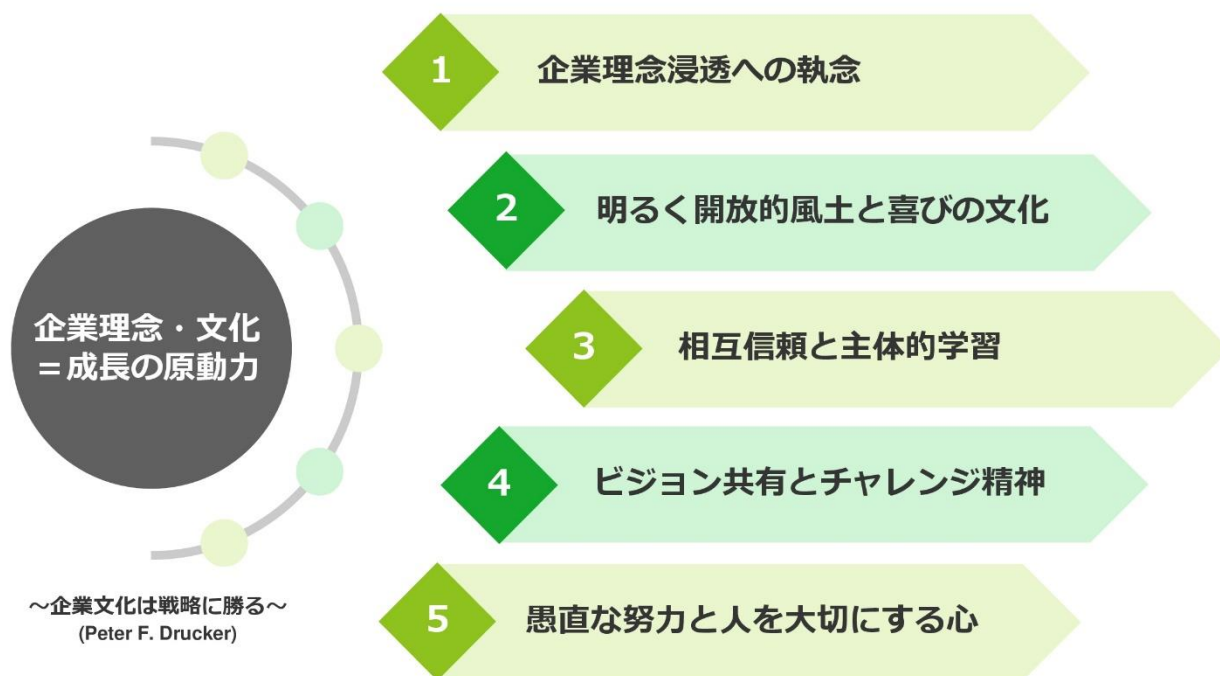 企業理念・文化
＝成長の原動力
～企業文化は戦略に勝る～
(Peter F. Drucker)
1
企業理念浸透への執念
2
明るく開放的風土と喜びの文化
3
相互信頼と主体的学習
4
ビジョン共有とチャレンジ精神
5
愚直な努力と人を大切にする心